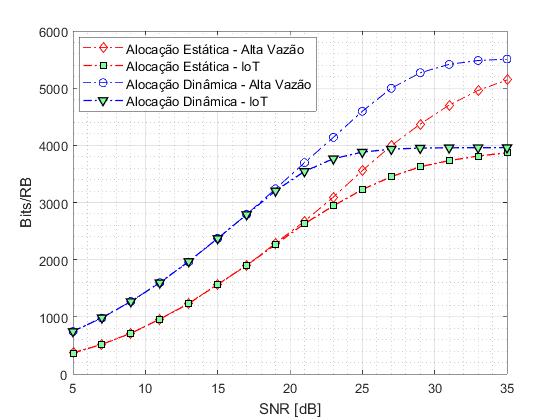 6000
5000
4000
3000
2000
1000
0
Bits/RB
Alocação Estática - Alta Vazão
Alocação Estática - IoT
Alocação Dinâmica - Alta Vazão
Alocação Dinâmica - IoT
5 10 15 20 25 30 35
SNR [dB]